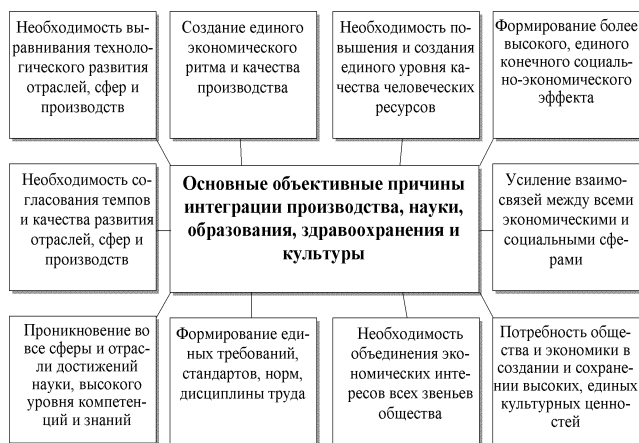 Необходимость вы-
равнивания техноло-
гического развития
отраслей, сфер и
производств
Создание единого
экономического
ритма и качества
производства
Необходимость по-
вышения и создания
единого уровня ка-
чества человеческих
ресурсов
Формирование более
высокого, единого
конечного социаль-
но-экономического
эффекта
Необходимость со-
гласования темпов
и качества развития
отраслей, сфер и
производств
Основные объективные причины
интеграции производства, науки,
образования, здравоохранения и
культуры
Усиление взаимо-
связей между всеми
экономическими и
социальными сфе-
рами
Проникновение во
все сферы и отрас-
ли достижений
науки, высокого
уровня компетен-
ций и знаний
Формирование еди-
ных требований,
стандартов, норм,
дисциплины труда
Необходимость
объединения эко-
номических инте-
ресов всех звеньев
общества
Потребность общест-
ва и экономики в
создании и сохране-
нии высоких, единых
культурных ценно-
стей